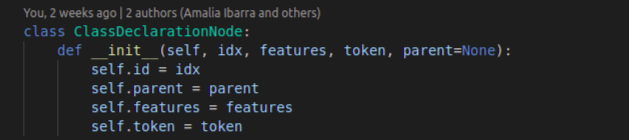 You, 2 weeks ago | 2 authors (Amalia Ibarra and others)
class ClassDeclarationNode:
    def __init__(self, idx, features, token, parent=None):
        self.id = idx
        self.parent = parent
        self.features = features
        self.token = token